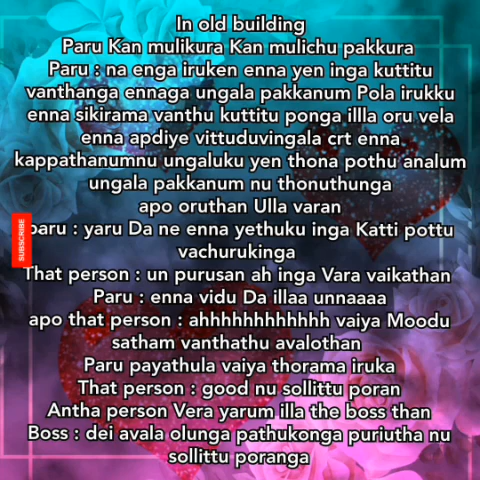 In old building
Paru Kan mulikura Kan mulichu pakkura
Paru : na enga iruken enna yen inga kuttitu
vanthanga ennaga ungala pakkanum Pola irukku
enna sikirama vanthu kuttitu ponga illla oru vela
enna apdiye vittuduvingala crt enna
kappathanumnu ungaluku yen thona pothu analum
ungala pakkanum nu thonuthunga
apo oruthan Ulla varan
paru : yaru Da ne enna yethuku inga Katti pottu
vachurukinga
SUBSCRIBE
That person : un purusan ah inga Vara vaikathan
Paru : enna vidu Da illaa unnaaaa
apo that person : ahhhhhhhhhhhh vaiya Moodu
satham vanthathu avalothan
Paru payathula vaiya thorama iruka
That person : good nu sollittu poran
Antha person Vera yarum illa the boss than
Boss : dei avala olunga pathukonga puriutha nu
sollittu poranga